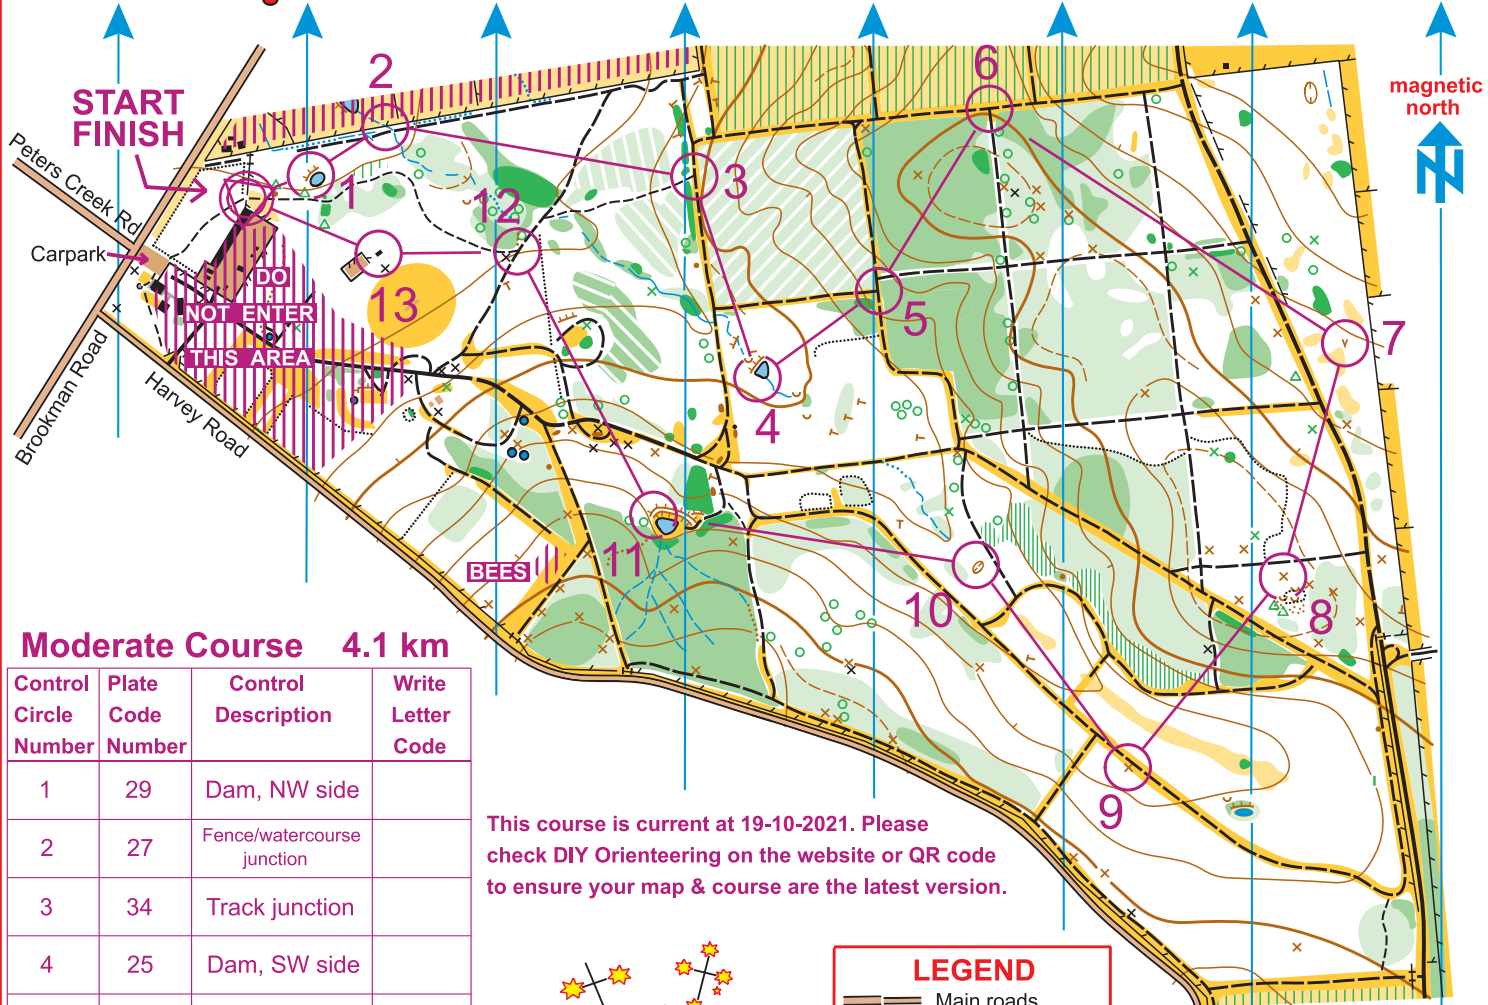 START
FINISH
Peters Creek Rd
Carpark
Brookman Road
Harvey Road
DO
NOT ENTER
THIS AREA
BEES
1
2
3
4
5
6
7
8
9
10
11
12
13
magnetic
north
N
Moderate Course 4.1 km
Control Circle Number
Plate Code Number
Control Description
Write Letter Code
1 29 Dam, NW side
2 27 Fence/watercourse junction
3 34 Track junction
4 25 Dam, SW side
This course is current at 19-10-2021. Please
check DIY Orienteering on the website or QR code
to ensure your map & course are the latest version.
LEGEND
Main roads